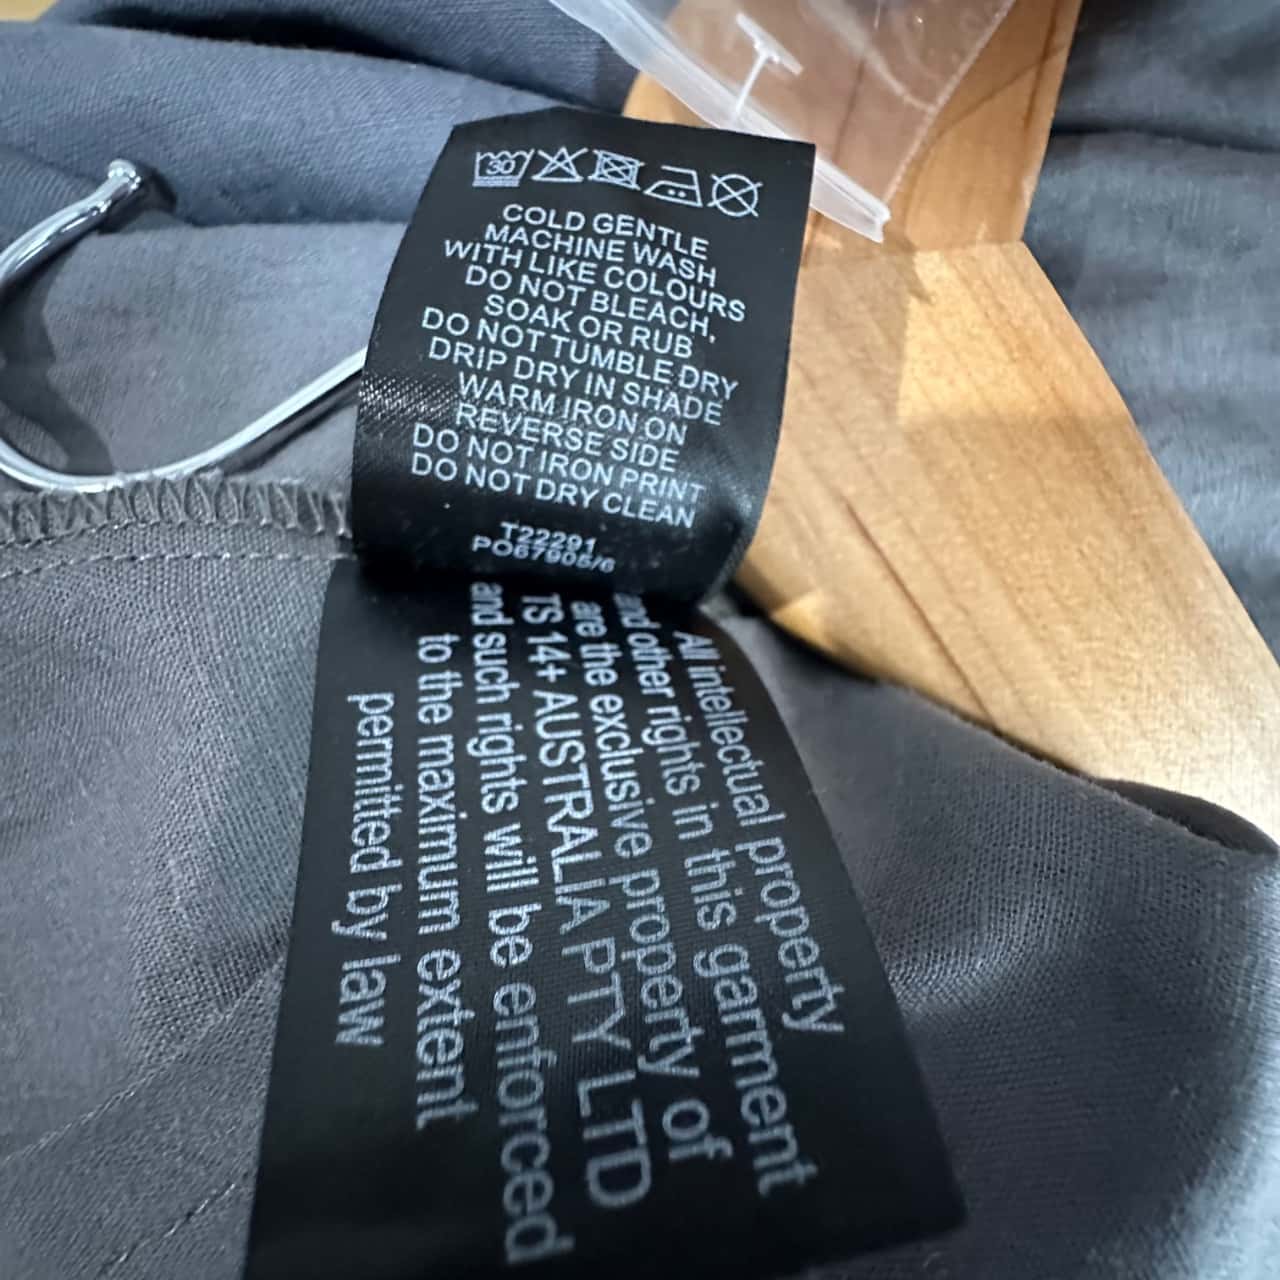 30
COLD GENTLE
MACHINE WASH
WITH LIKE COLOURS
DO NOT BLEACH,
SOAK OR RUB
DO NOT TUMBLE DRY
DRIP DRY IN SHADE
WARM IRON ON
REVERSE SIDE
DO NOT IRON PRINT
DO NOT DRY CLEAN
T22291
PO67905/6
All intellectual property
and other rights in this garment
are the exclusive property of
TS 14+ AUSTRALIA PTY LTD
and such rights will be enforced
to the maximum extent
permitted by law